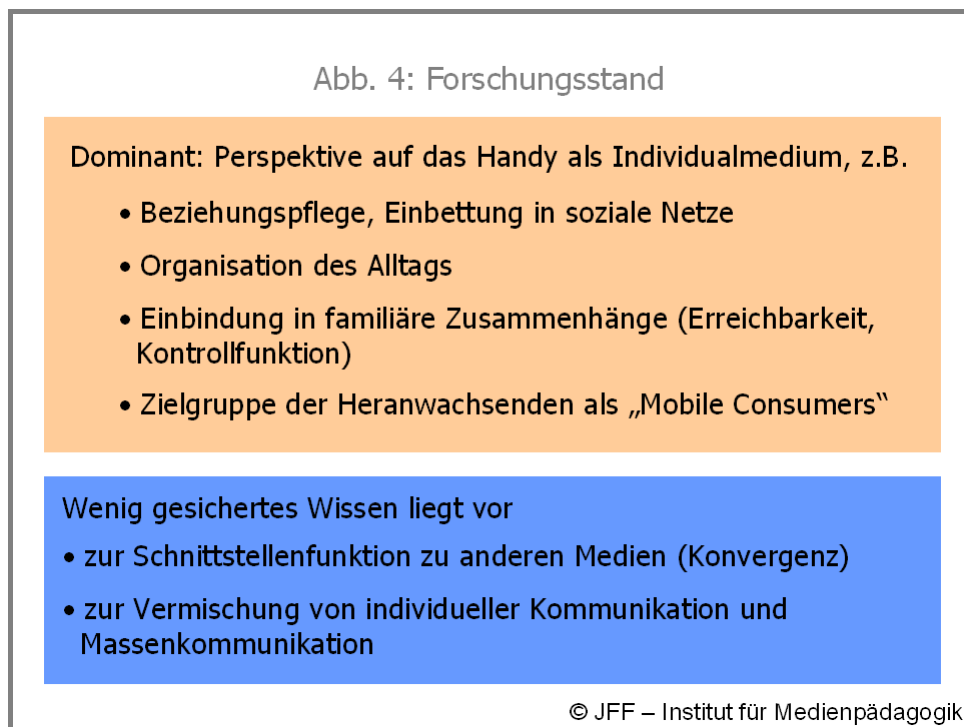 Abb. 4: Forschungsstand
Dominant: Perspektive auf das Handy als Individualmedium, z.B.
• Beziehungspflege, Einbettung in soziale Netze
• Organisation des Alltags
• Einbindung in familiäre Zusammenhänge (Erreichbarkeit,
Kontrollfunktion)
• Zielgruppe der Heranwachsenden als „Mobile Consumers“
Wenig gesichertes Wissen liegt vor
• zur Schnittstellenfunktion zu anderen Medien (Konvergenz)
• zur Vermischung von individueller Kommunikation und
Massenkommunikation
© JFF – Institut für Medienpädagogik